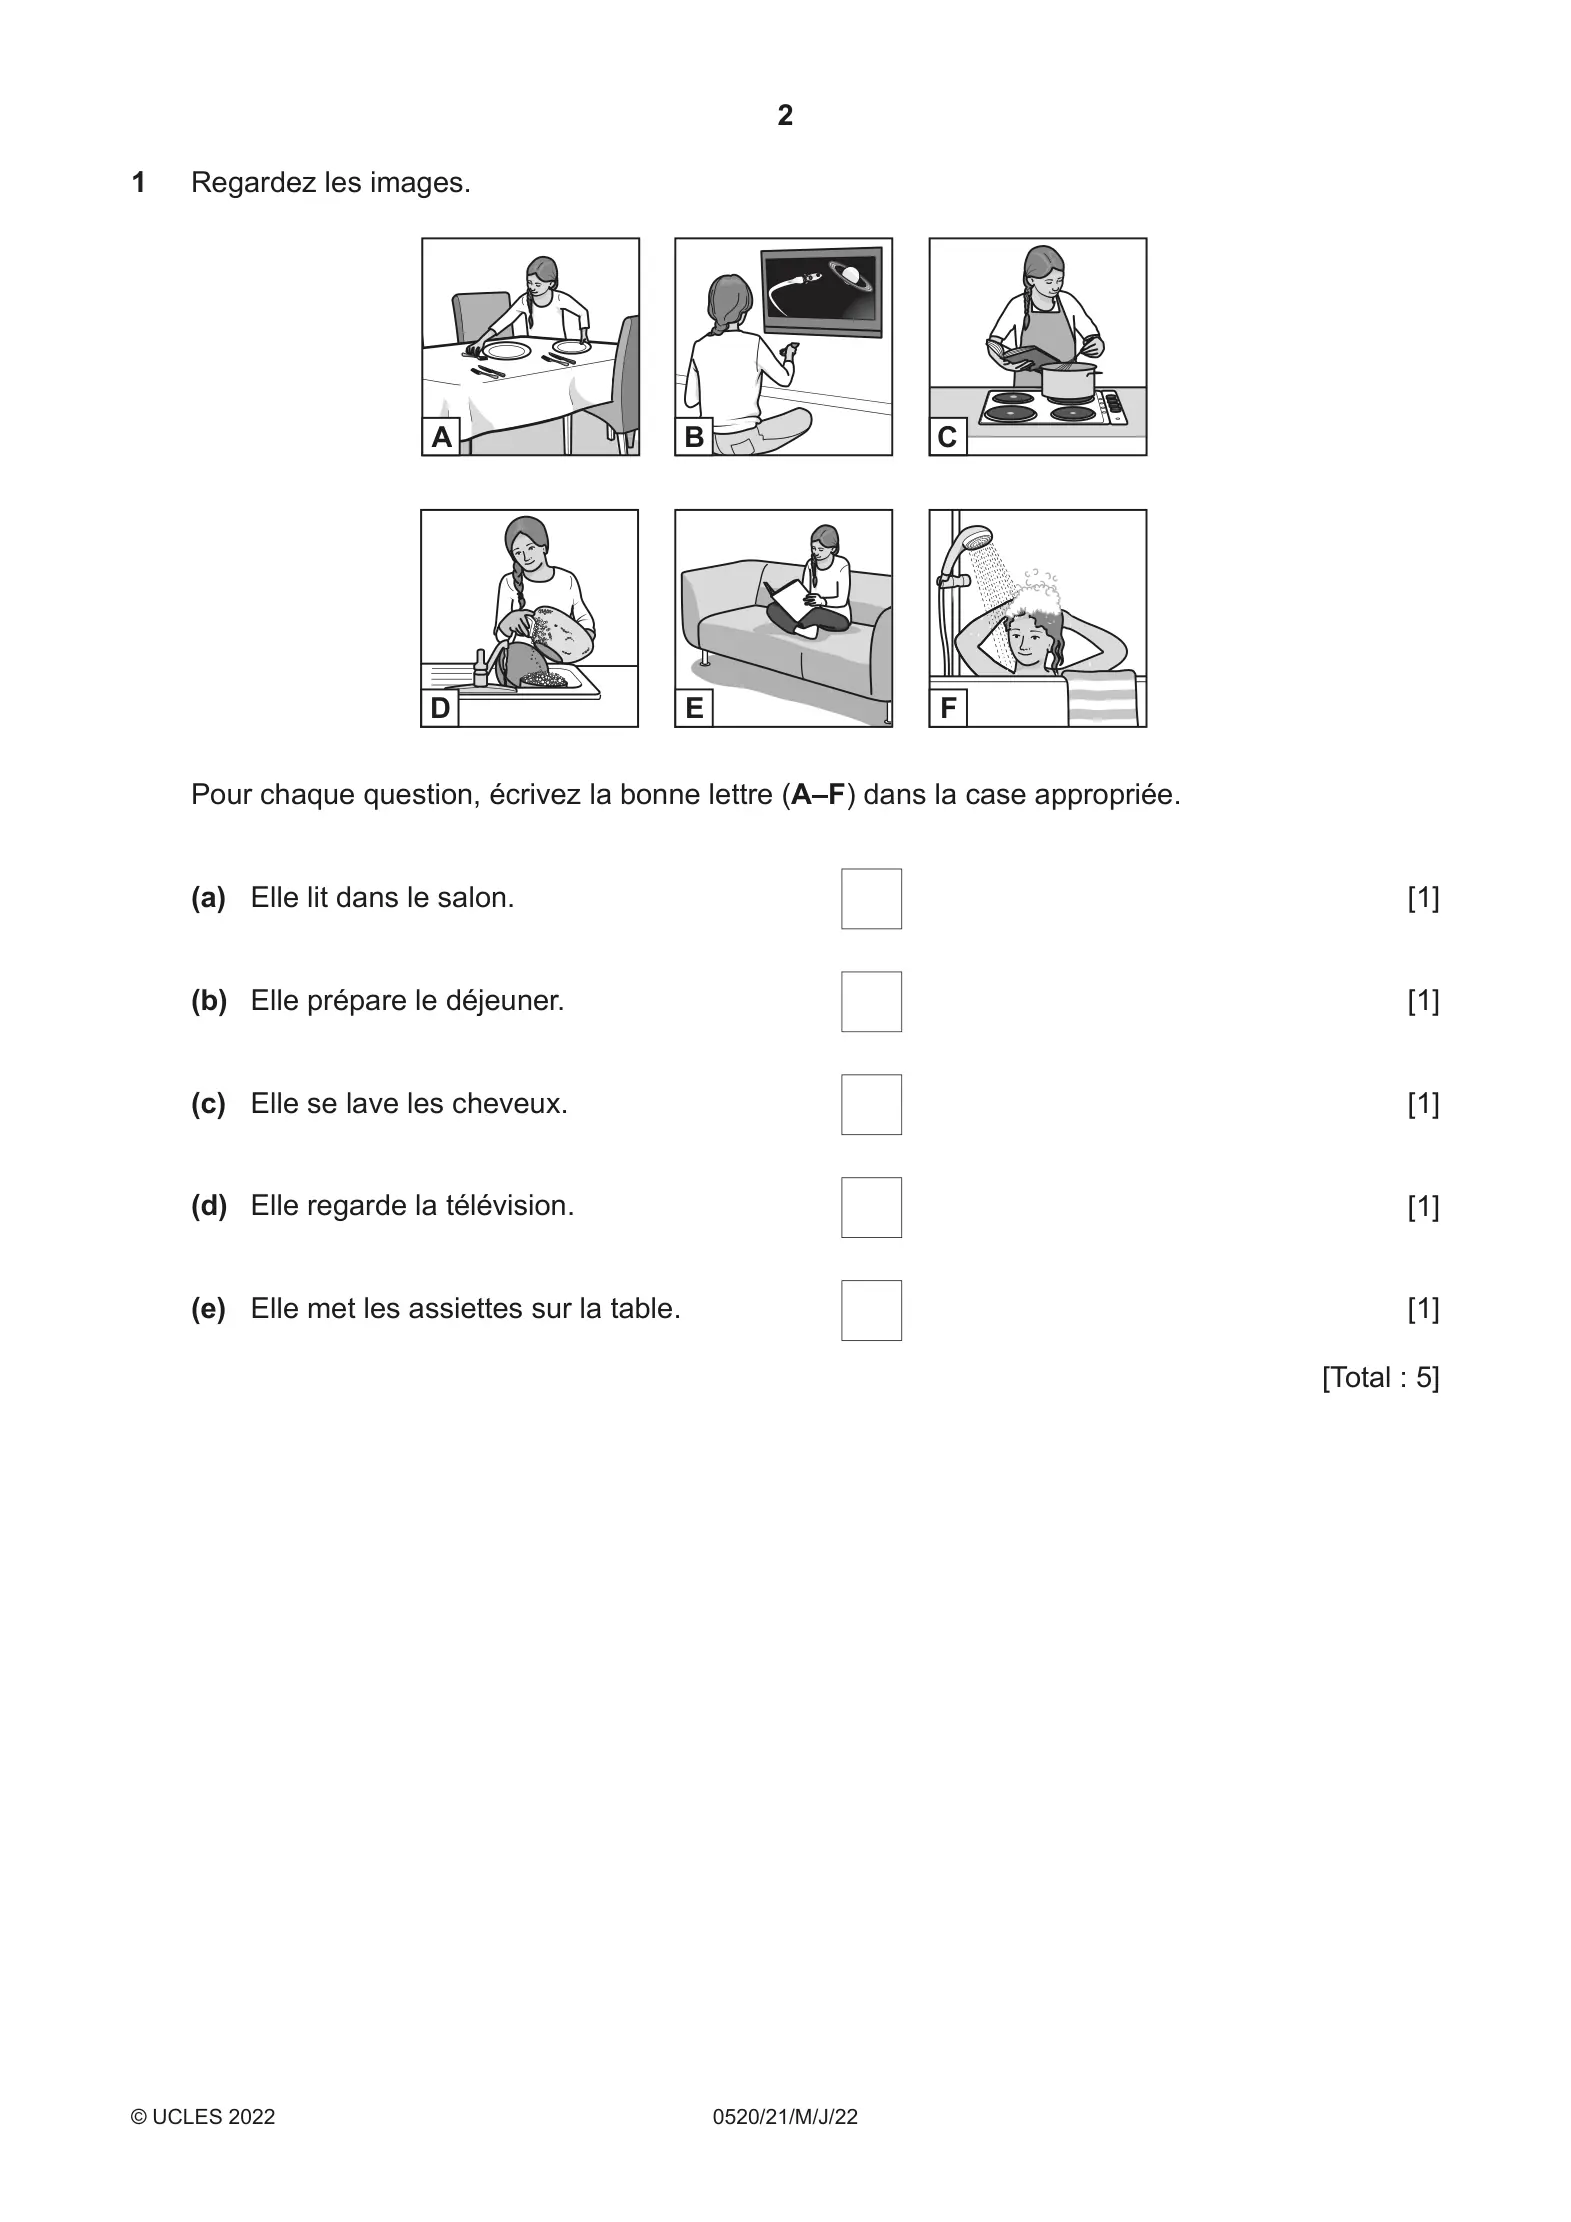 2
1 Regardez les images.
A B C
D E F
Pour chaque question, écrivez la bonne lettre (A–F) dans la case appropriée.
(a) Elle lit dans le salon. [1]
(b) Elle prépare le déjeuner. [1]
(c) Elle se lave les cheveux. [1]
(d) Elle regarde la télévision. [1]
(e) Elle met les assiettes sur la table. [1]
[Total : 5]
© UCLES 2022 0520/21/M/J/22